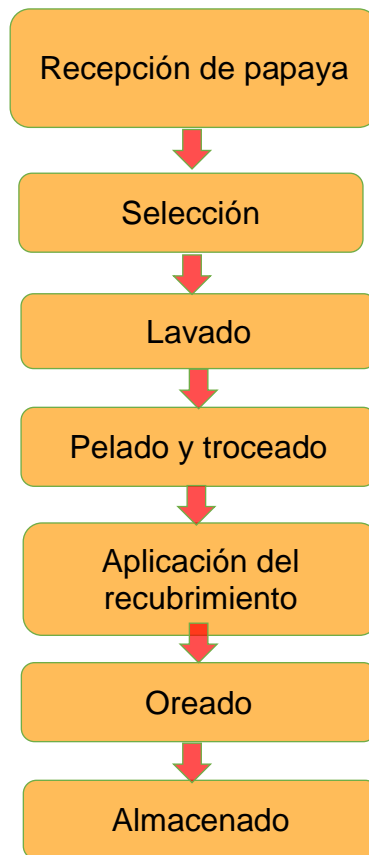 Recepción de papaya
Selección
Lavado
Pelado y troceado
Aplicación del
recubrimiento
Oreado
Almacenado